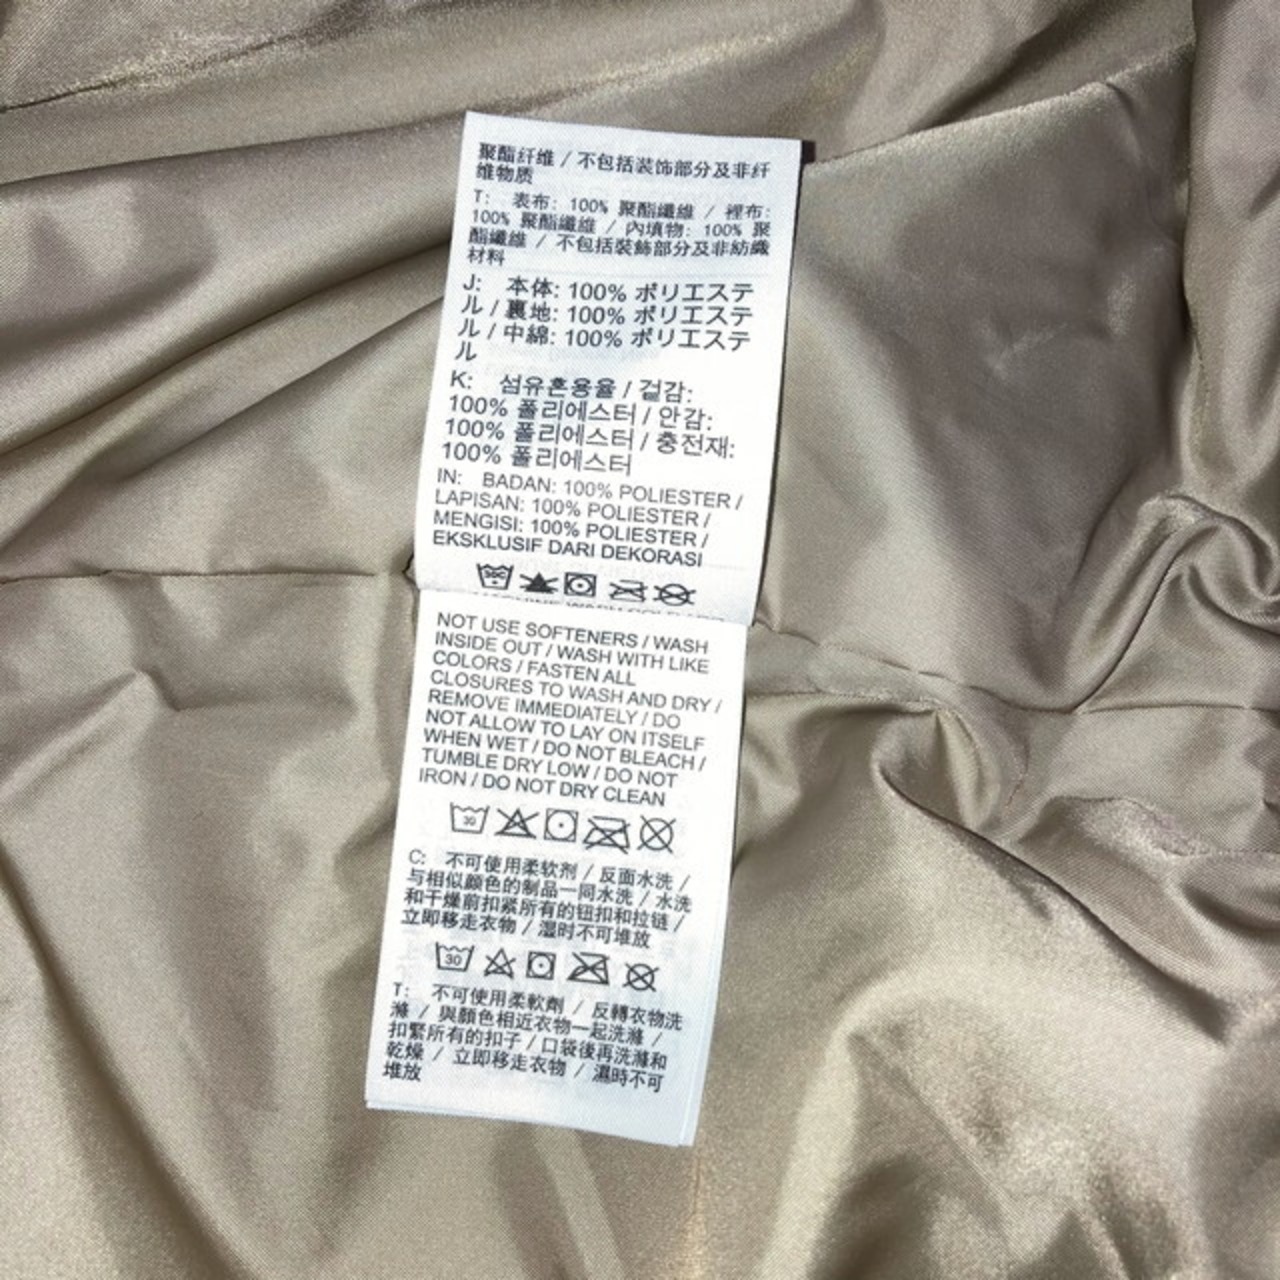 聚酯纤维 / 不包括装饰部分及非纤
维物质
T: 表布: 100% 聚酯纖維 / 裡布:
100% 聚酯纖維 / 內填物: 100% 聚
酯纖維 / 不包括裝飾部分及非紡織
材料
J: 本体: 100% ポリエステ
ル / 裏地: 100% ポリエステ
ル / 中綿: 100% ポリエステ
ル
K: 섬유혼용율 / 겉감:
100% 폴리에스터 / 안감:
100% 폴리에스터 / 충전재:
100% 폴리에스터
IN: BADAN: 100% POLIESTER /
LAPISAN: 100% POLIESTER /
MENGISI: 100% POLIESTER /
EKSKLUSIF DARI DEKORASI
NOT USE SOFTENERS / WASH
INSIDE OUT / WASH WITH LIKE
COLORS / FASTEN ALL
CLOSURES TO WASH AND DRY /
REMOVE IMMEDIATELY / DO
NOT ALLOW TO LAY ON ITSELF
WHEN WET / DO NOT BLEACH /
TUMBLE DRY LOW / DO NOT
IRON / DO NOT DRY CLEAN
30
C: 不可使用柔软剂 / 反面水洗 /
与相似颜色的制品一同水洗 / 水洗
和干燥前扣紧所有的钮扣和拉链 /
立即移走衣物 / 湿时不可堆放
30
T: 不可使用柔軟劑 / 反轉衣物洗
滌 / 與顏色相近衣物一起洗滌 /
扣緊所有的扣子 / 口袋後再洗滌和
乾燥 / 立即移走衣物 / 濕時不可
堆放